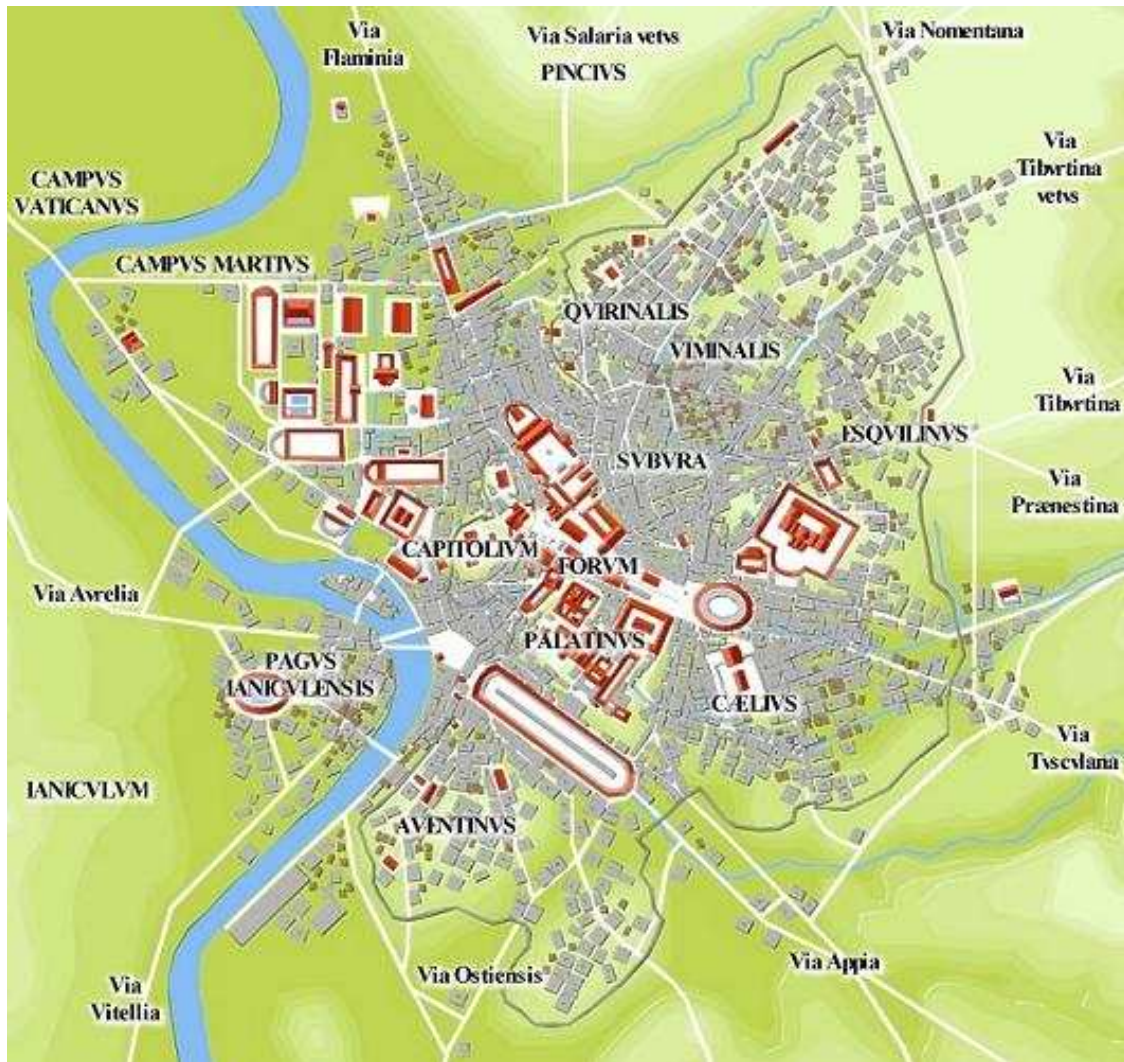 Via
Flaminia
Via Salaria vetvs
PINCIVS
Via Nomentana
Via
Tibvrtina
vetvs
CAMPVS
VATICANVS
CAMPVS MARTIVS
QVIRINALIS
VIMINALIS
Via
Tibvrtina
ESQVILINVS
SVBVRA
Via
Prænestina
CAPITOLIVM
FORVM
Via Avrelia
PALATINVS
PAGVS
IANICVLENSIS
CÆLIVS
Via
Tvscvlana
IANICVLVM
AVENTINVS
Via Ostiensis
Via Appia
Via
Vitellia